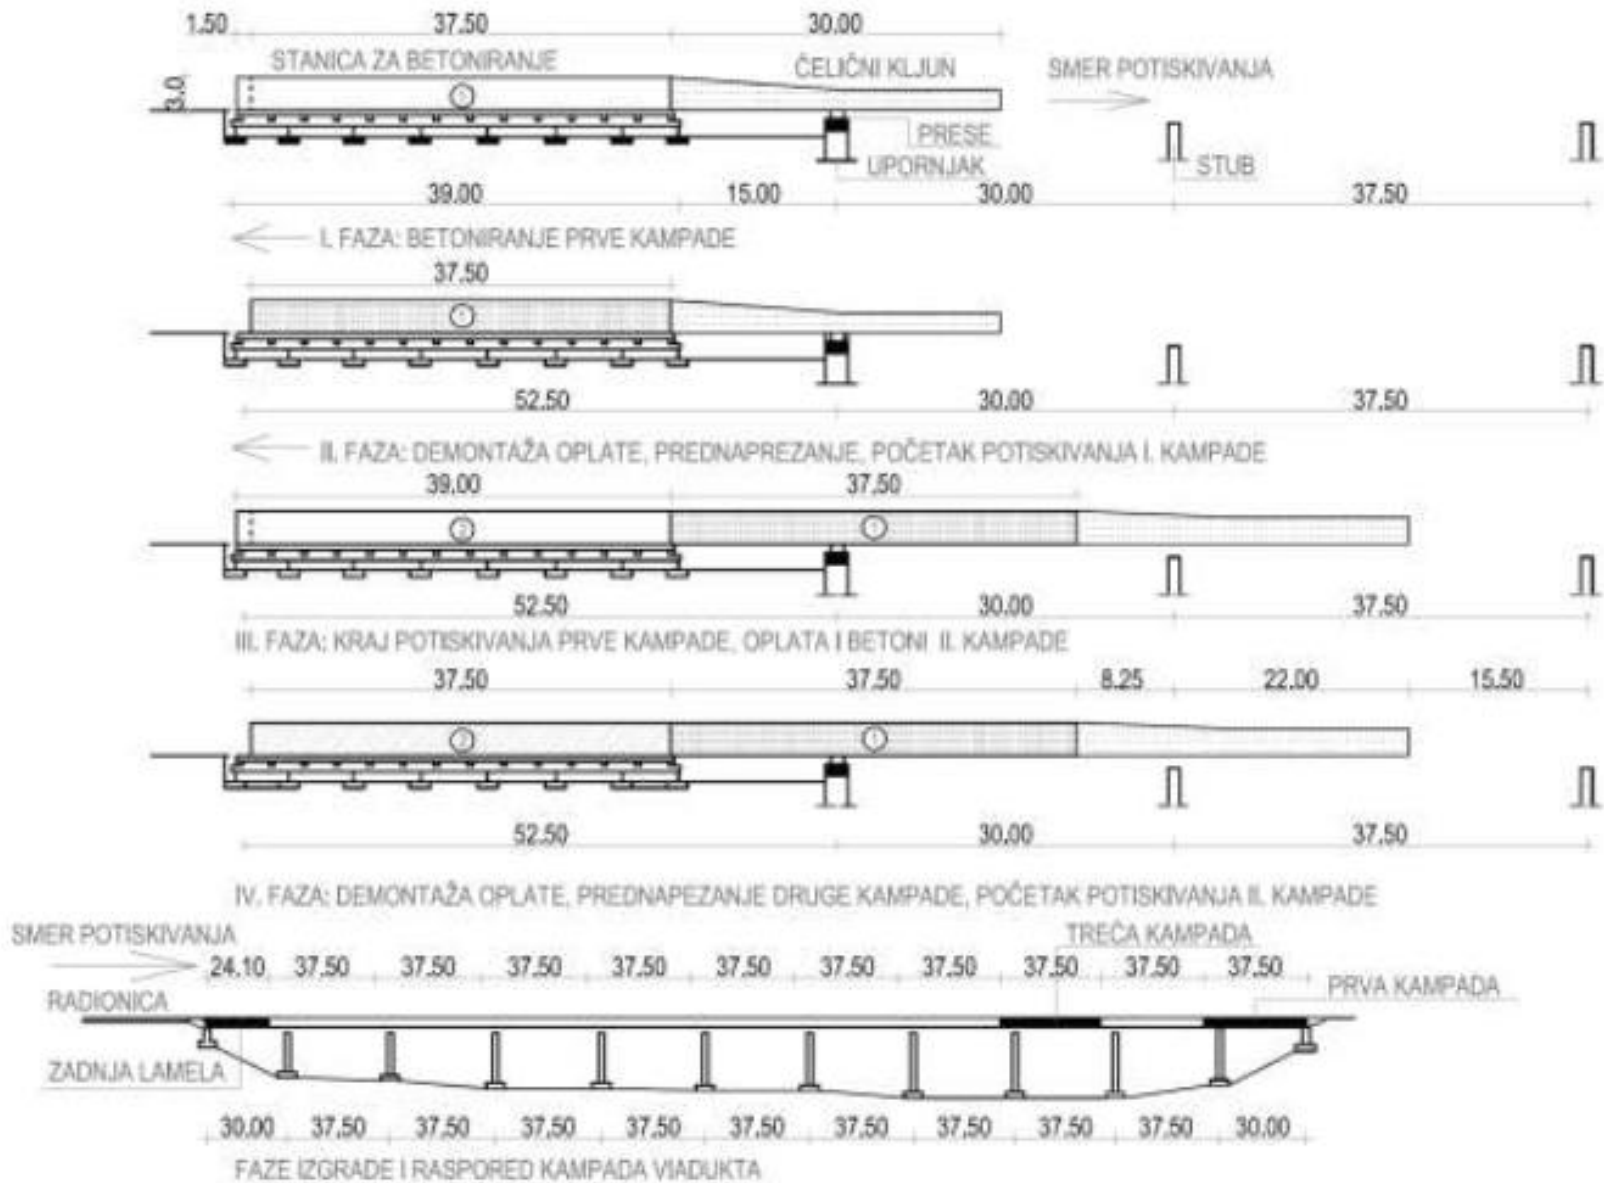 1.50 37.50 30.00
STANICA ZA BETONIRANJE ČELIČNI KLJUN SMER POTISKIVANJA
3.0
1
PRESE
UPORNJAK STUB
39.00 15.00 30.00 37.50
I. FAZA: BETONIRANJE PRVE KAMPADE
37.50
1
52.50 30.00 37.50
II. FAZA: DEMONTAŽA OPLATE, PREDNAPREZANJE, POČETAK POTISKIVANJA I. KAMPADE
39.00 37.50
2 1
52.50 30.00 37.50
III. FAZA: KRAJ POTISKIVANJA PRVE KAMPADE, OPLATA I BETONI II. KAMPADE
37.50 37.50 8.25 22.00 15.50
2 1
52.50 30.00 37.50
IV. FAZA: DEMONTAŽA OPLATE, PREDNAPEZANJE DRUGE KAMPADE, POČETAK POTISKIVANJA II. KAMPADE
SMER POTISKIVANJA TREĆA KAMPADA
24.10 37.50 37.50 37.50 37.50 37.50 37.50 37.50 37.50 37.50 37.50
RADIONICA PRVA KAMPADA
ZADNJA LAMELA
30.00 37.50 37.50 37.50 37.50 37.50 37.50 37.50 37.50 37.50 30.00
FAZE IZGRADE I RASPORED KAMPADA VIADUKTA